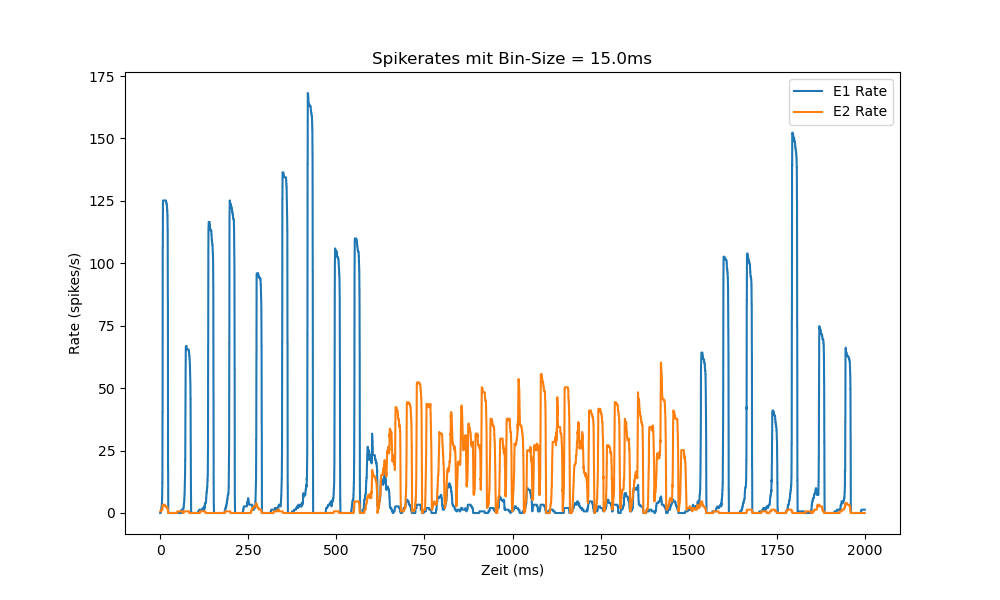 Spikerates mit Bin-Size = 15.0ms
E1 Rate
E2 Rate
175
150
125
100
75
50
25
0
Rate (spikes/s)
0 250 500 750 1000 1250 1500 1750 2000
Zeit (ms)